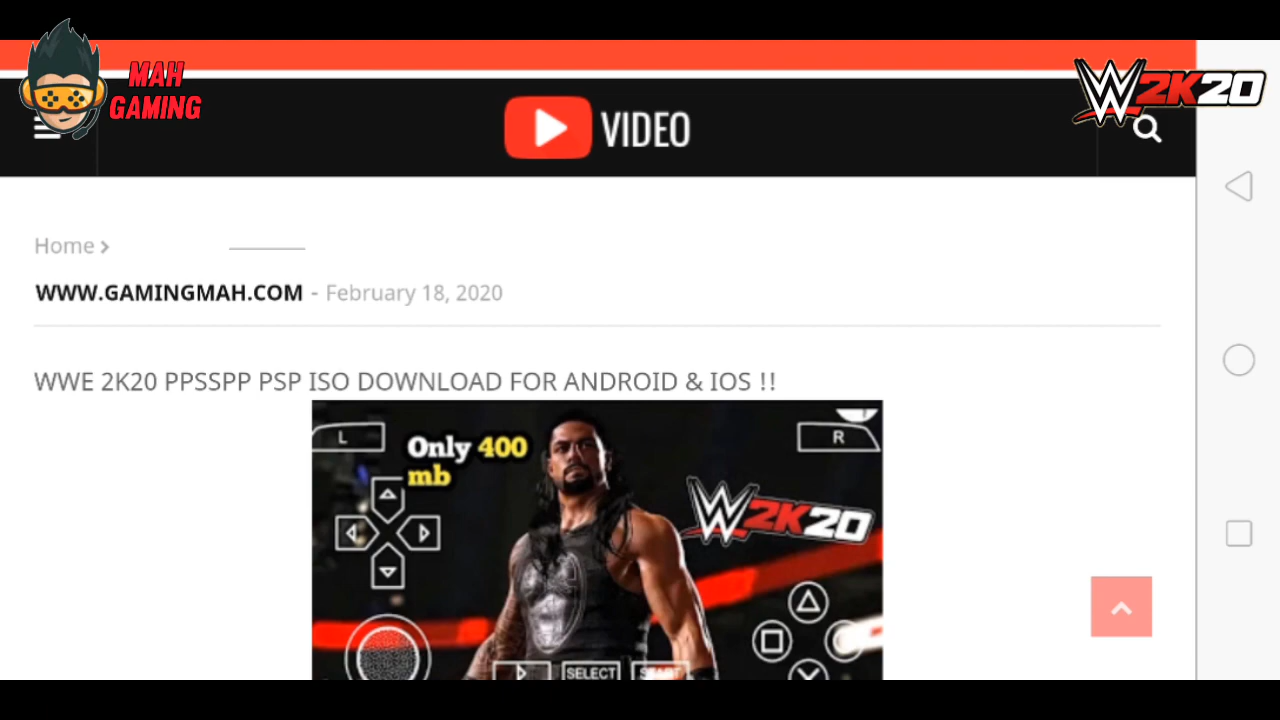 MAH
GAMING
W2K20
VIDEO
Home
WWW.GAMINGMAH.COM - February 18, 2020
WWE 2K20 PPSSPP PSP ISO DOWNLOAD FOR ANDROID & IOS !!
L
Only 400
mb
R
W2K20
SELECT
START